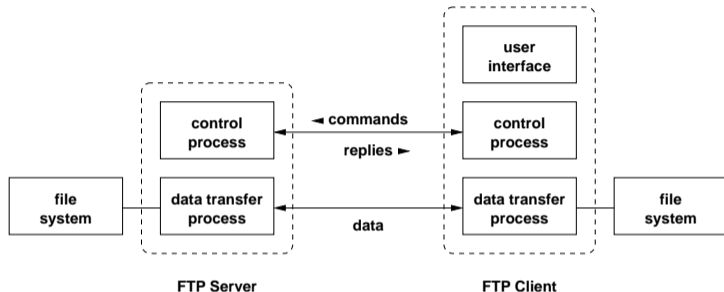 user
interface
◄ commands
control
process
control
process
replies ►
file
system
data transfer
process
data transfer
process
file
system
data
FTP Server
FTP Client